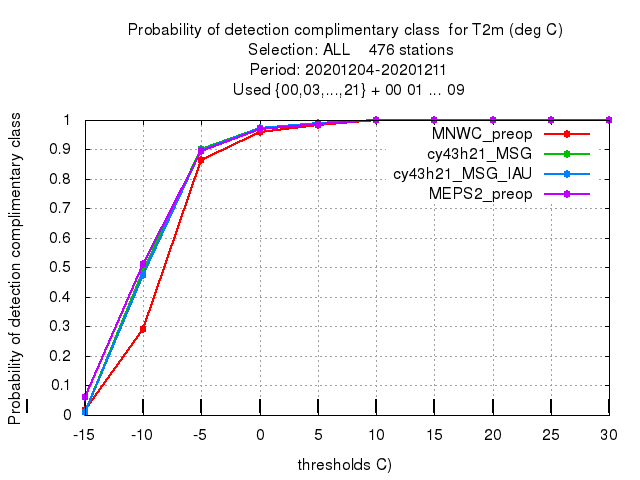 Probability of detection complimentary class  for T2m (deg C)
Selection: ALL    476 stations
Period: 20201204-20201211
Used {00,03,...,21} + 00 01 ... 09
Probability of detection complimentary class
1
0.9
0.8
0.7
0.6
0.5
0.4
0.3
0.2
0.1
0
MNWC_preop
cy43h21_MSG
cy43h21_MSG_IAU
MEPS2_preop
-15 -10 -5 0 5 10 15 20 25 30
thresholds C)